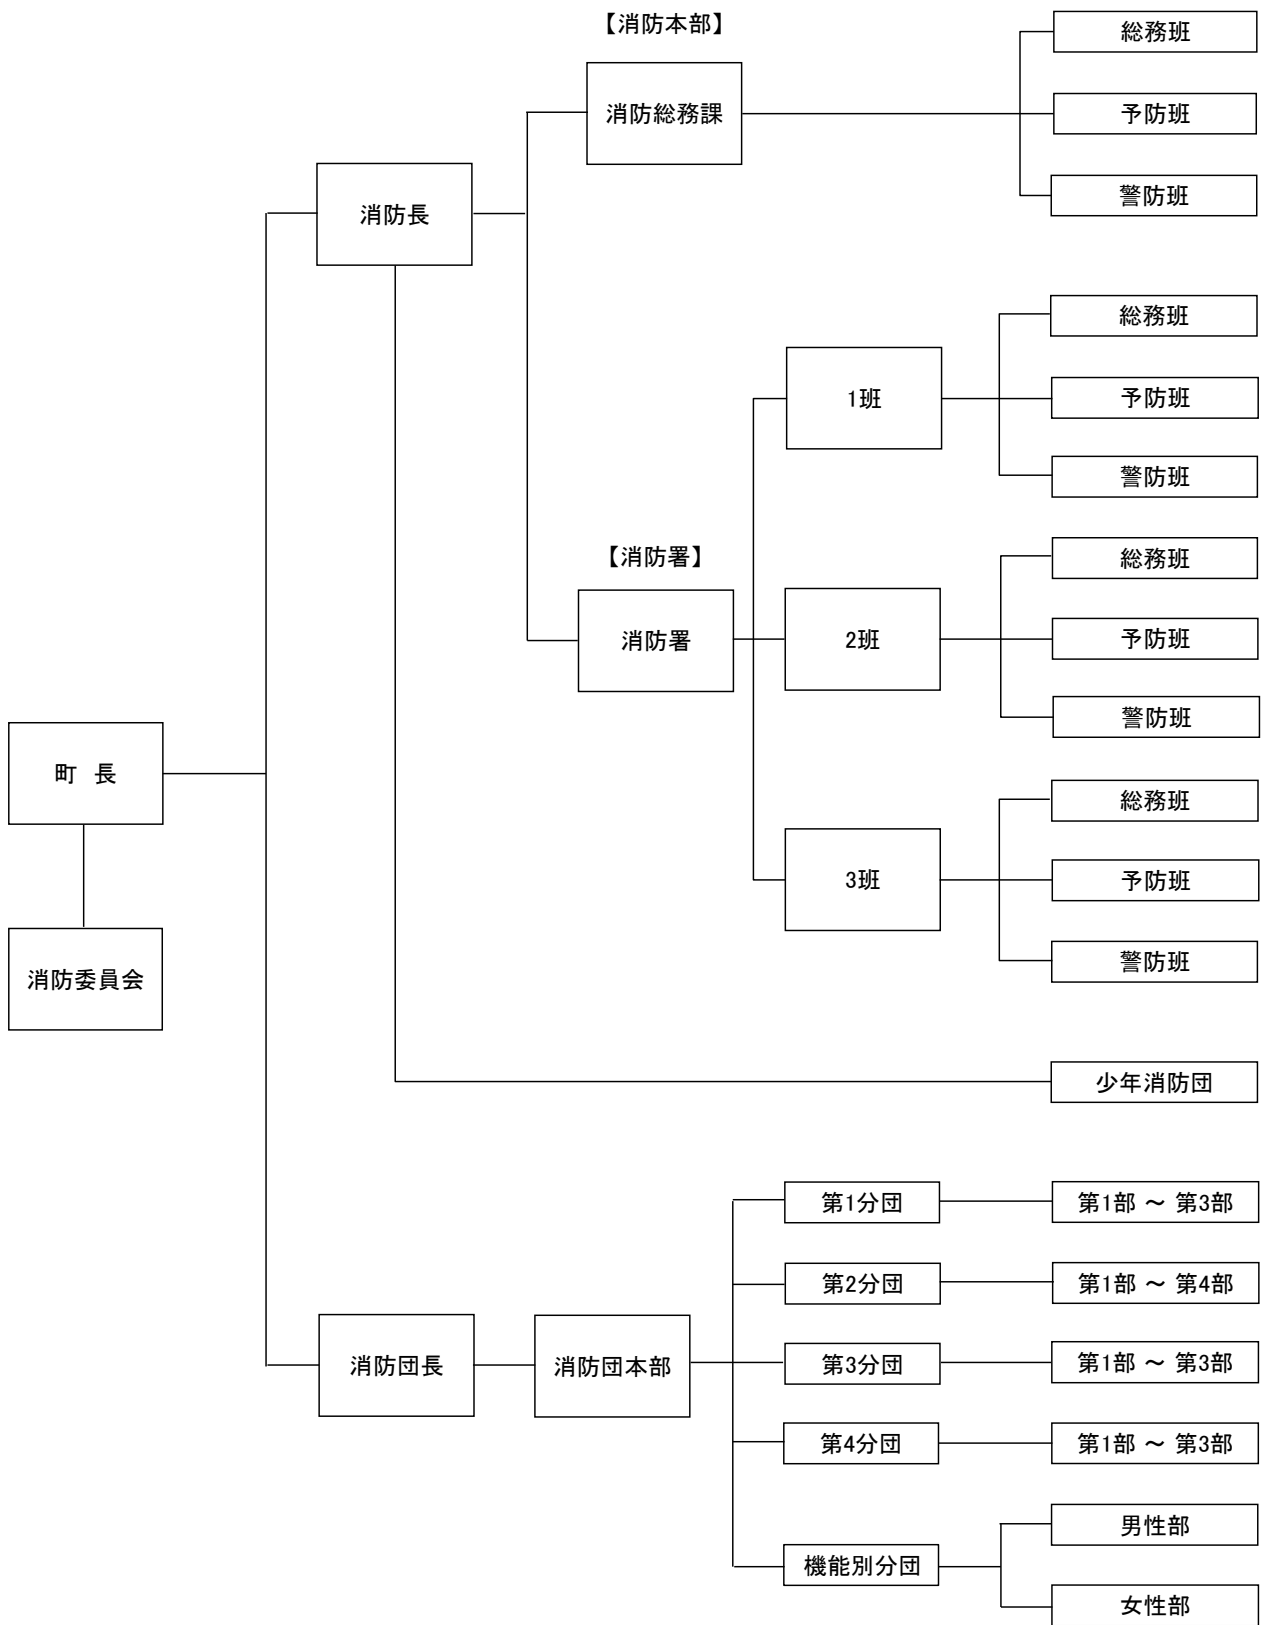 【消防本部】
総務班
消防総務課
予防班
警防班
消防長
総務班
1班
予防班
警防班
【消防署】
総務班
消防署
2班
予防班
警防班
町 長
総務班
3班
予防班
消防委員会
警防班
少年消防団
第1分団
第1部 ～ 第3部
第2分団
第1部 ～ 第4部
消防団長
消防団本部
第3分団
第1部 ～ 第3部
第4分団
第1部 ～ 第3部
男性部
機能別分団
女性部